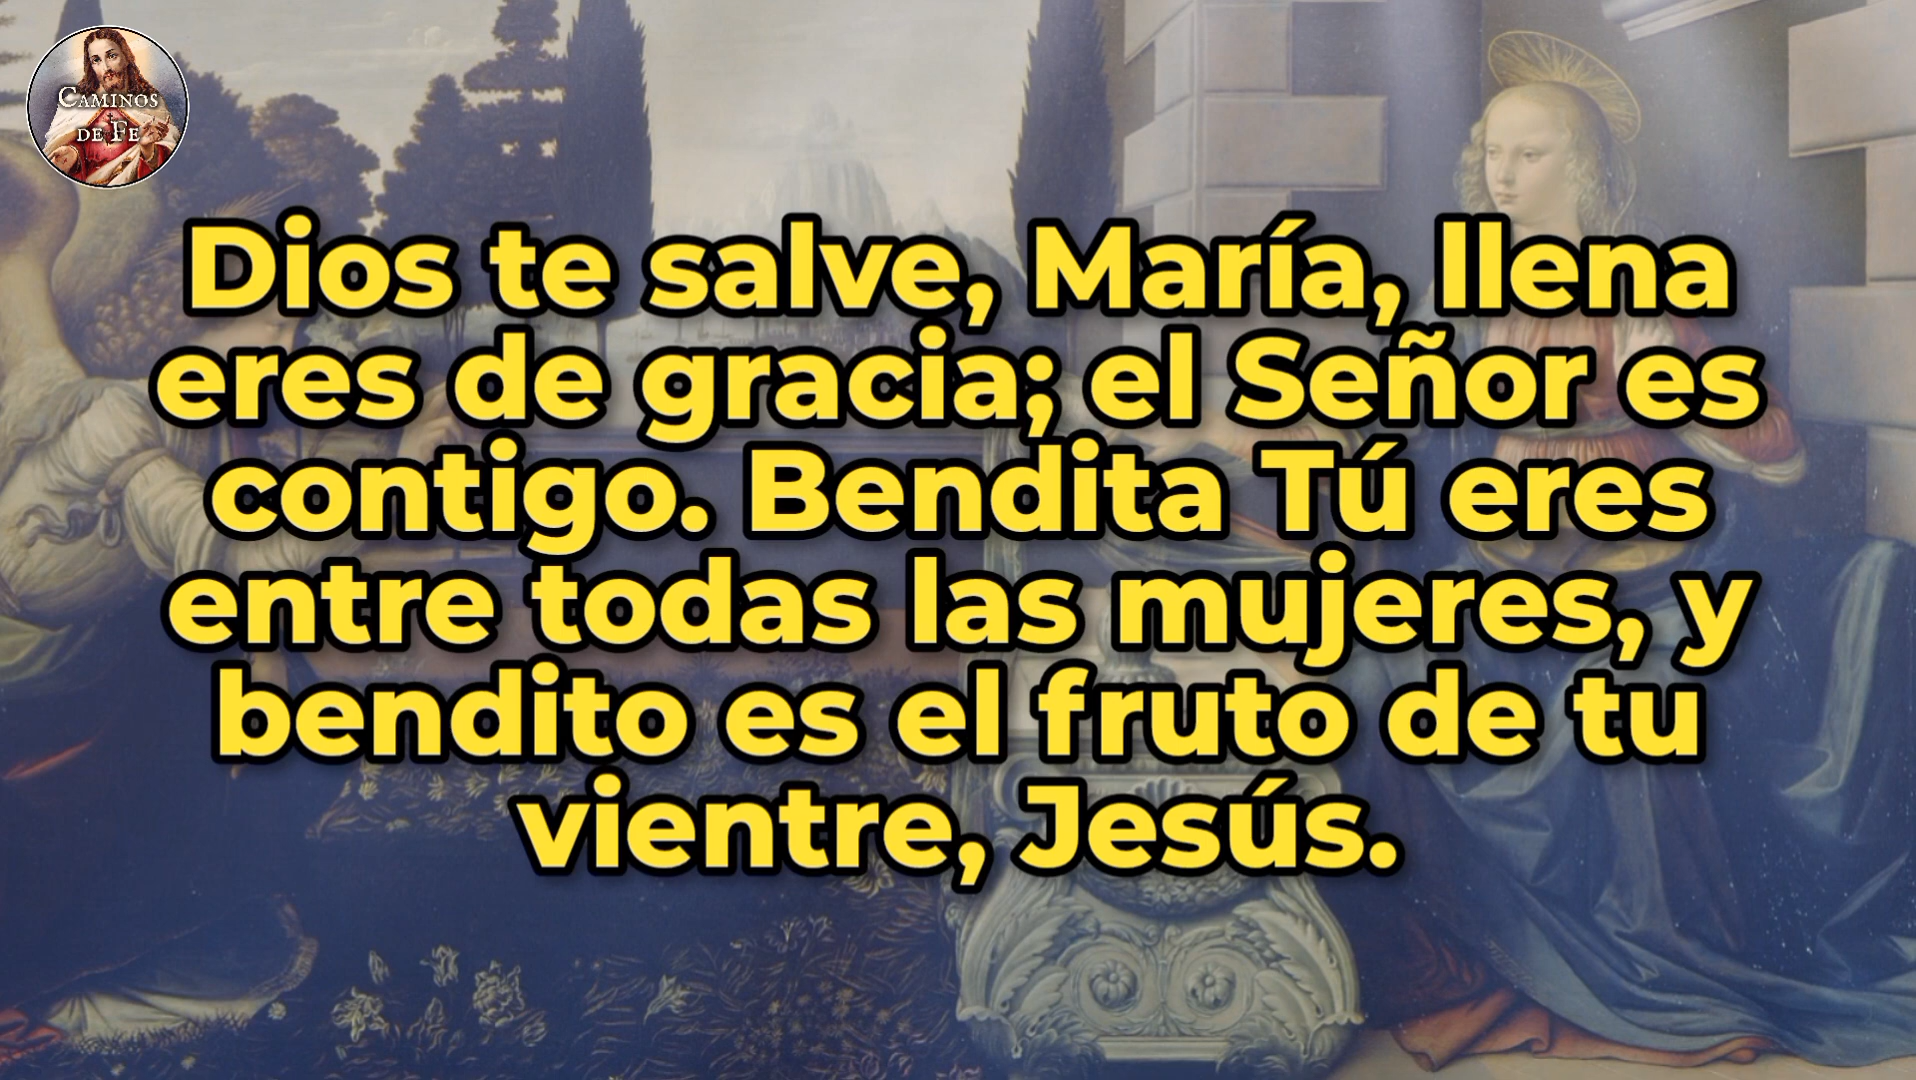 CAMINOS
DE FE
Dios te salve, María, llena
eres de gracia; el Señor es
contigo. Bendita Tú eres
entre todas las mujeres, y
bendito es el fruto de tu
vientre, Jesús.